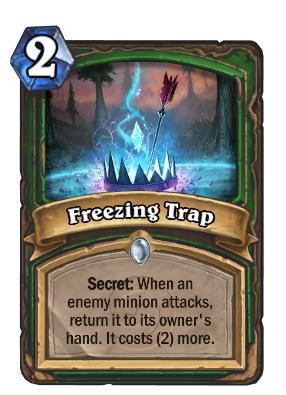 2
Freezing Trap
Secret: When an
enemy minion attacks,
return it to its owner's
hand. It costs (2) more.